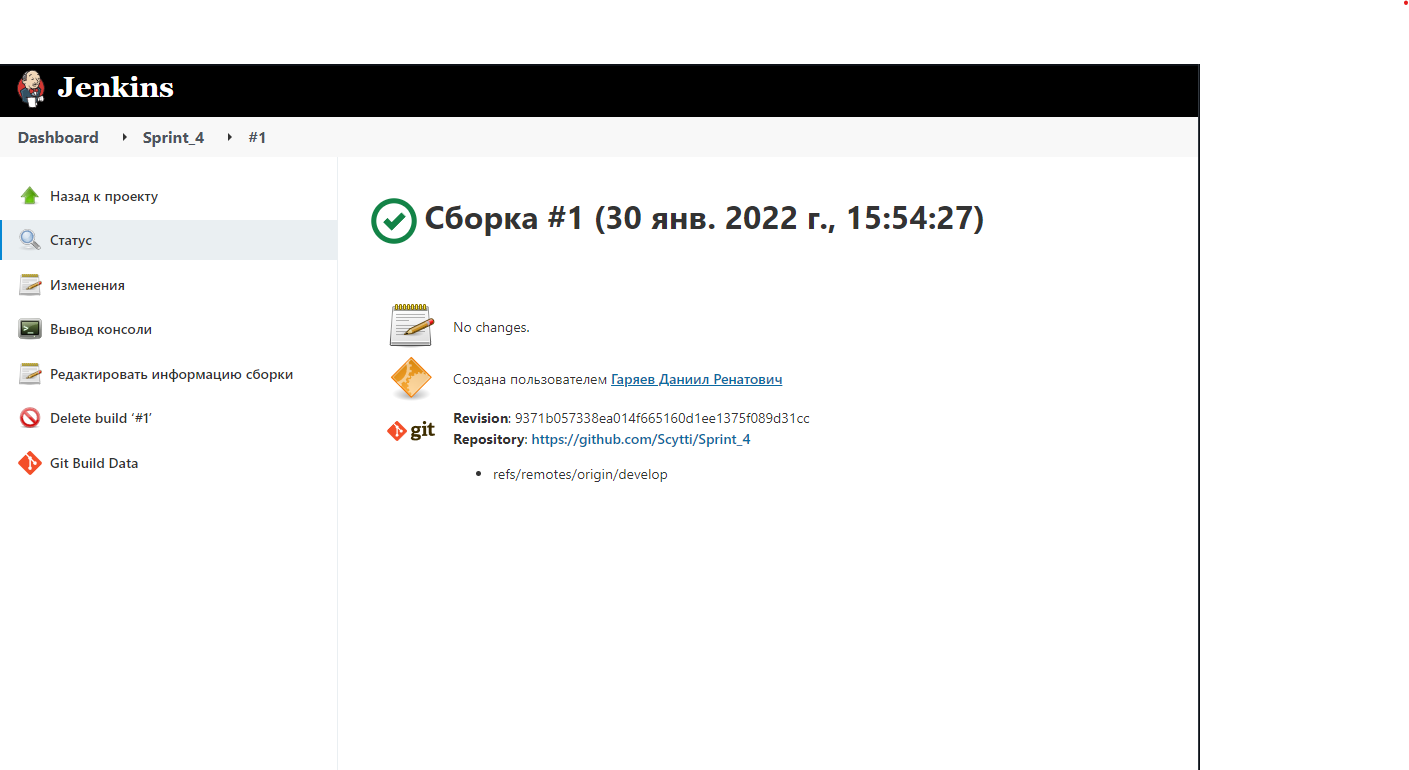 Jenkins
Dashboard Sprint_4 #1
Назад к проекту
Статус
Изменения
Вывод консоли
Редактировать информацию сборки
Delete build ‘#1’
Git Build Data
Сборка #1 (30 янв. 2022 г., 15:54:27)
No changes.
Создана пользователем Гаряев Даниил Ренатович
git
Revision: 9371b057338ea014f665160d1ee1375f089d31cc
Repository: https://github.com/Scytti/Sprint_4
refs/remotes/origin/develop